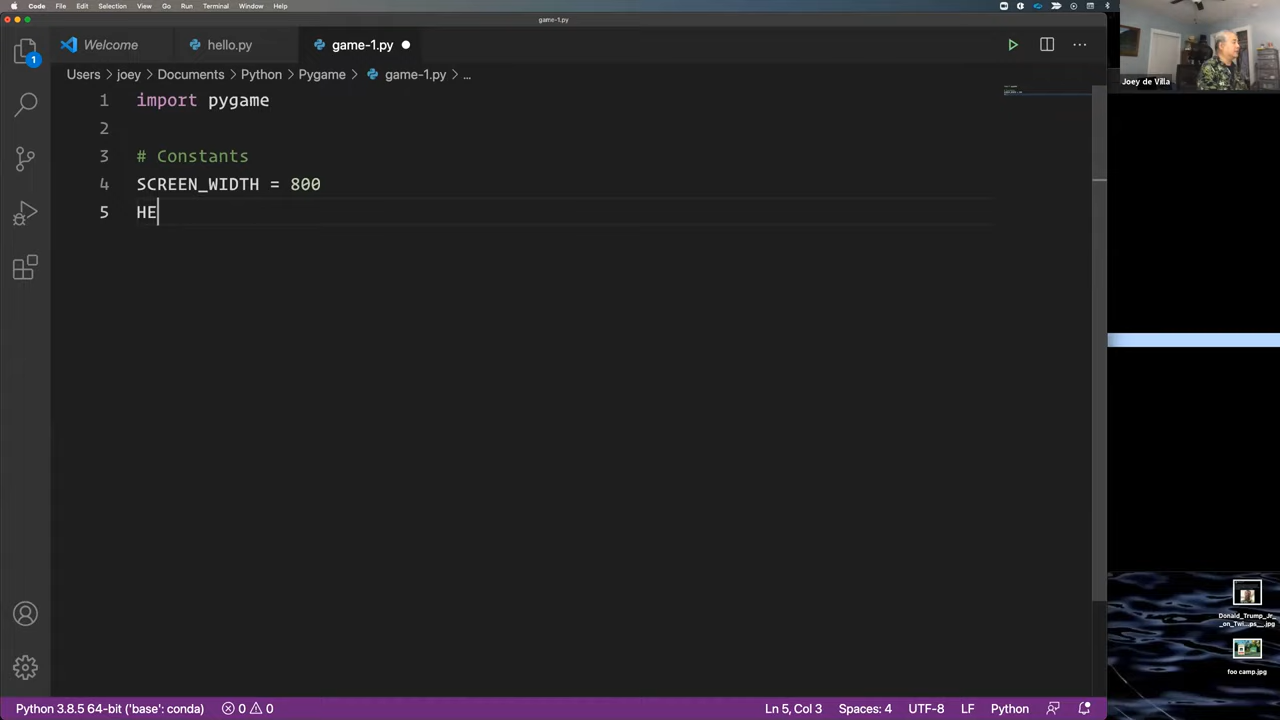 Code File Edit Selection View Go Run Terminal Window Help
game-1.py
Welcome hello.py game-1.py
Users > joey > Documents > Python > Pygame > game-1.py > ...
1 import pygame
2
3 # Constants
4 SCREEN_WIDTH = 800
5 HE
1
Joey de Villa
Donald_Trump_Jr_
_on_Twi...ps__.jpg
foo camp.jpg
Python 3.8.5 64-bit ('base': conda) 0 0 Ln 5, Col 3 Spaces: 4 UTF-8 LF Python